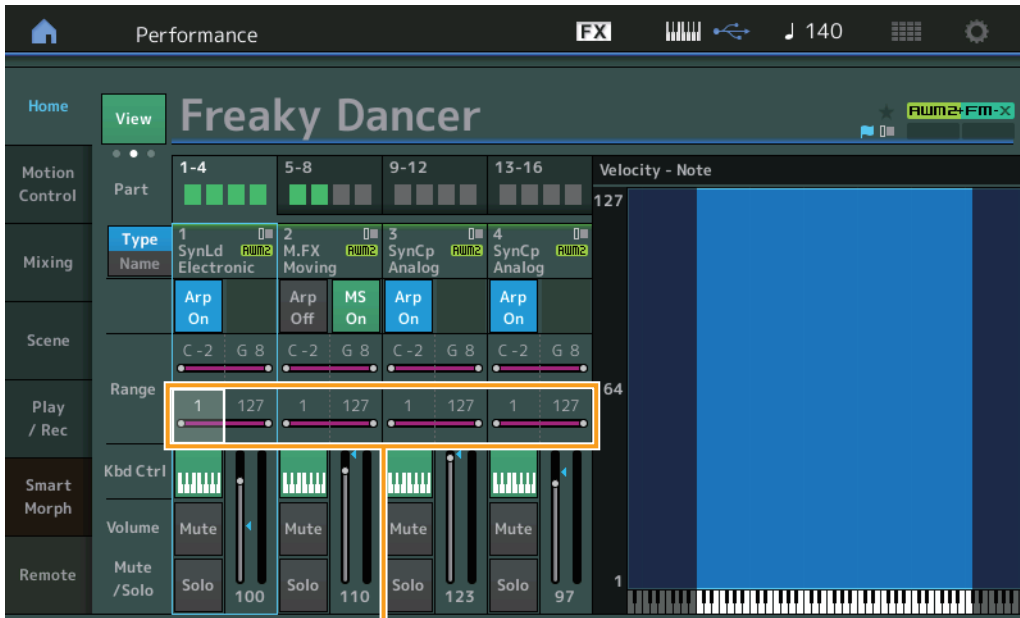 Performance
FX
♩ 140
Home
View
Freaky Dancer
AWM2+FM-X
Motion
Control
Part
1-4
5-8
9-12
13-16
Velocity - Note
127
Type
Name
1
SynLd AWM2
Electronic
2
M.FX AWM2
Moving
3
SynCp AWM2
Analog
4
SynCp AWM2
Analog
Mixing
Arp
On
Arp
Off
MS
On
Arp
On
Arp
On
Scene
C -2 G 8 C -2 G 8 C -2 G 8 C -2 G 8
Range
64
1 127 1 127 1 127 1 127
Play
/ Rec
Kbd Ctrl
Smart
Morph
Volume
Mute Mute Mute Mute
Remote
Mute
/Solo
Solo 100 Solo 110 Solo 123 Solo 97
1